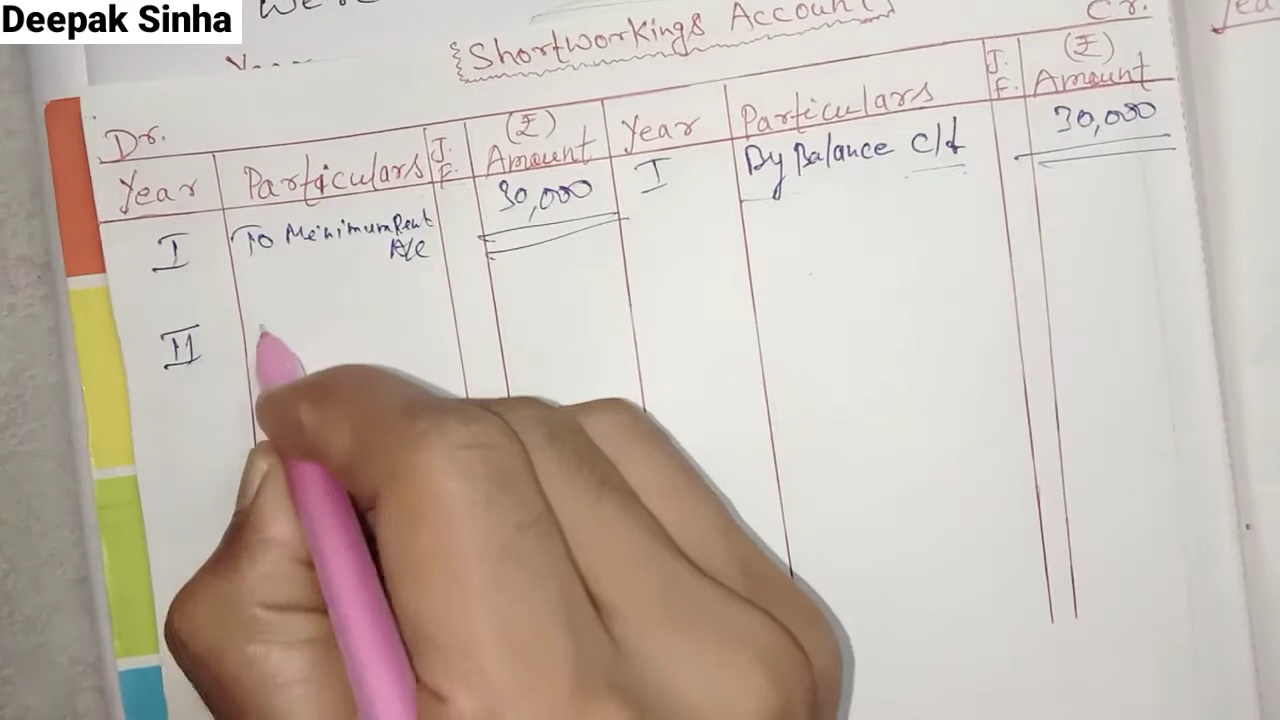 Deepak Sinha
{Shortworkings Account}
Dr.
Cr.
Year
Particulars
J.
F.
(₹)
Amount
Year
Particulars
J.
F.
(₹)
Amount
I
To Minimum Rent
A/c
30,000
I
By Balance c/d
30,000
II